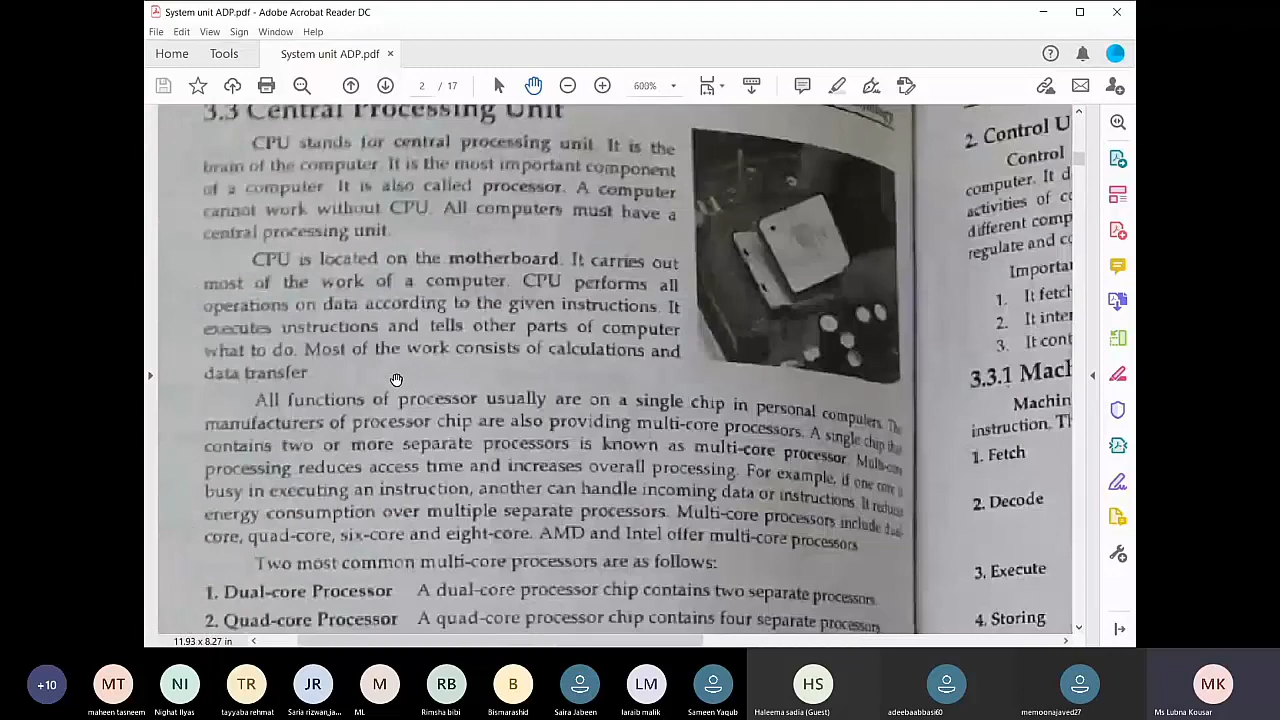 System unit ADP.pdf - Adobe Acrobat Reader DC
File Edit View Sign Window Help
Home Tools System unit ADP.pdf ×
2 / 17 600%
3.3 Central Processing Unit
CPU stands for central processing unit. It is the
brain of the computer. It is the most important component
of a computer. It is also called processor. A computer
cannot work without CPU. All computers must have a
central processing unit.
CPU is located on the motherboard. It carries out
most of the work of a computer. CPU performs all
operations on data according to the given instructions. It
executes instructions and tells other parts of computer
what to do. Most of the work consists of calculations and
data transfer
All functions of processor usually are on a single chip in personal computers. The
manufacturers of processor chip are also providing multi-core processors. A single chip that
contains two or more separate processors is known as multi-core processor. Multi-core
processing reduces access time and increases overall processing. For example, if one core is
busy in executing an instruction, another can handle incoming data or instructions. It reduces
energy consumption over multiple separate processors. Multi-core processors include dual-
core, quad-core, six-core and eight-core. AMD and Intel offer multi-core processors
Two most common multi-core processors are as follows:
1. Dual-core Processor A dual-core processor chip contains two separate processors.
2. Quad-core Processor A quad-core processor chip contains four separate processors
2. Control U
Control
computer. It d
activities of c
different comp
regulate and co
Importa
1. It fetch
2. It inter
3. It cont
3.3.1 Mach
Machin
instruction. Th
1. Fetch
2. Decode
3. Execute
4. Storing
11.93 x 8.27 in
+10 MT NI TR JR M RB B LM HS MK
maheen tasneem Nighat Ilyas tayyaba rehmat Saria rizwan_ja... ML Rimsha bibi Bismarashid Saira Jabeen laraib malik Sameen Yaqub Haleema sadia (Guest) adeebaabbasi60 memoonajaved27 Ms Lubna Kousar